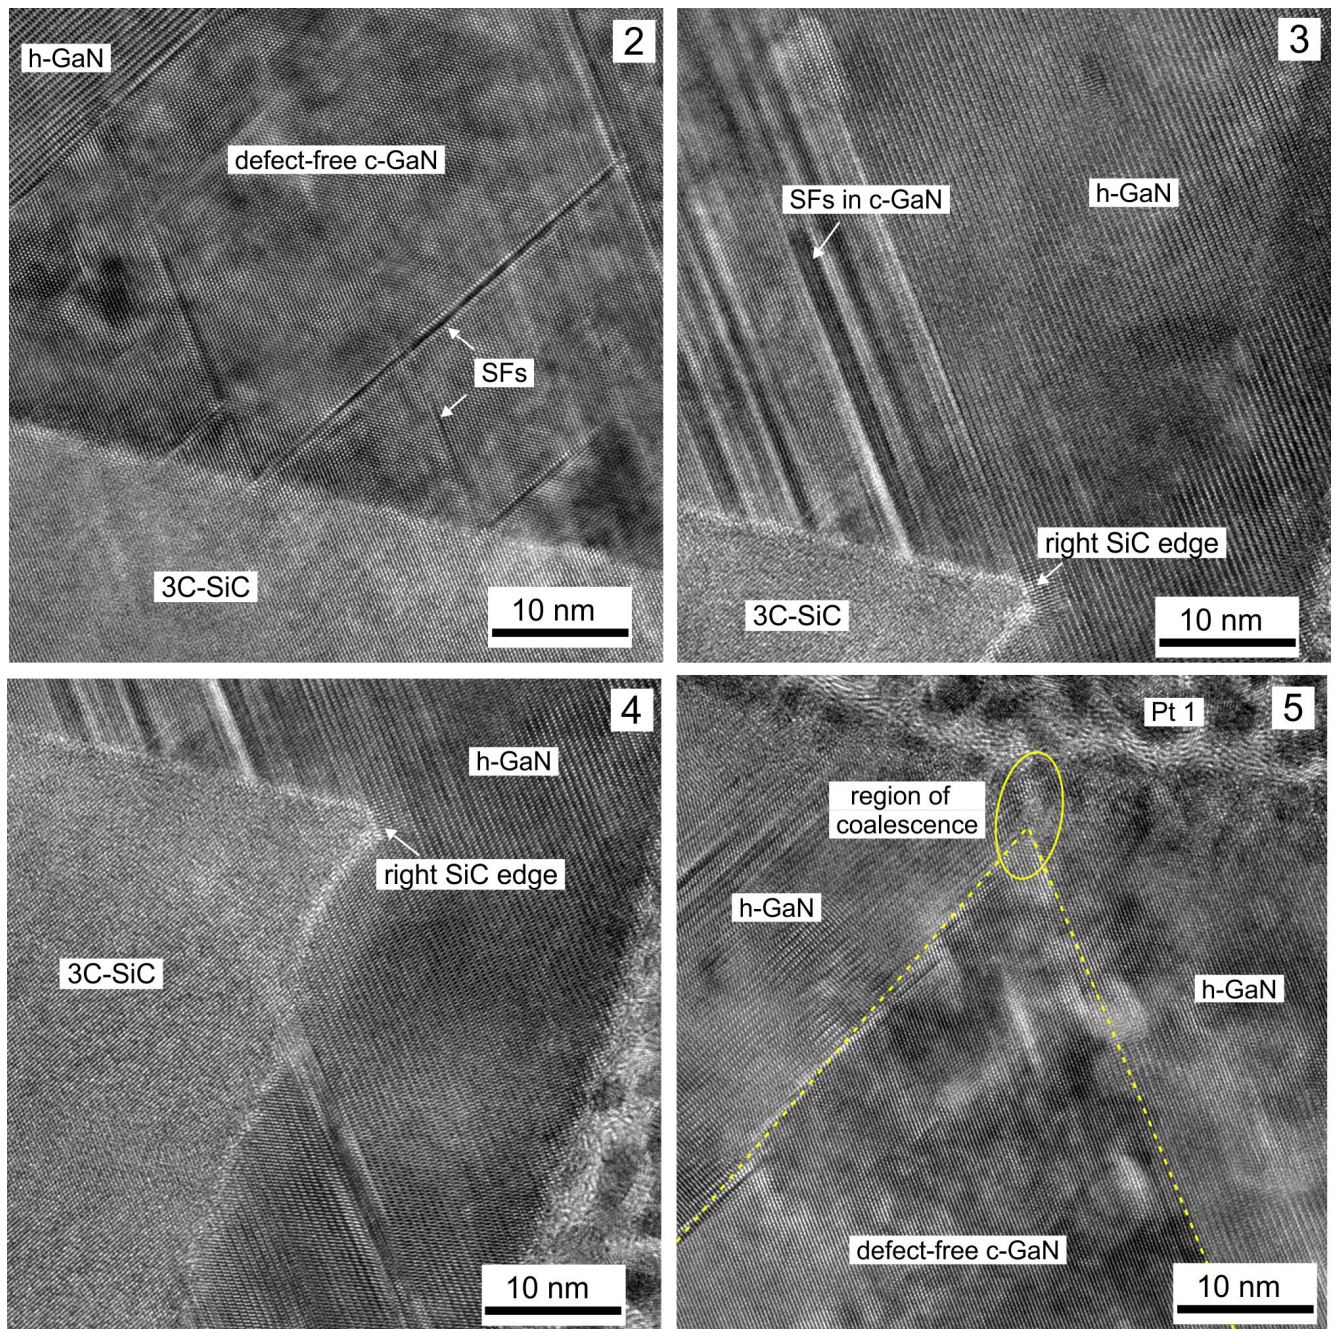 2
h-GaN
defect-free c-GaN
SFs
3C-SiC
10 nm
3
SFs in c-GaN
h-GaN
right SiC edge
3C-SiC
10 nm
4
h-GaN
right SiC edge
3C-SiC
10 nm
Pt 1
5
region of
coalescence
h-GaN
h-GaN
defect-free c-GaN
10 nm